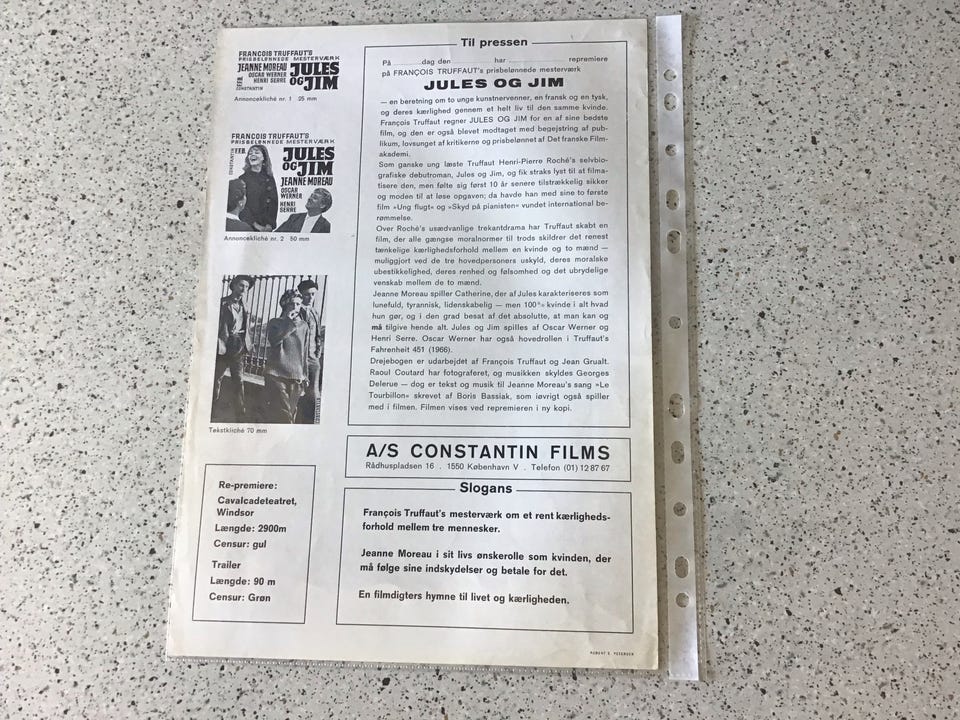 FRANÇOIS TRUFFAUT'S
PRISBELØNNEDE MESTERVÆRK
JEANNE MOREAU
OSCAR WERNER
HENRI SERRE
JULES
OG JIM
CONSTANTIN
Annoncekliché nr. 1 25 mm
FRANÇOIS TRUFFAUT'S
PRISBELØNNEDE MESTERVÆRK
CONSTANTIN
JULES
OG JIM
JEANNE MOREAU
OSCAR
WERNER
HENRI
SERRE
Annoncekliché nr. 2 50 mm
Tekstkliché 70 mm
Re-premiere:
Cavalcadeteatret,
Windsor
Længde: 2900m
Censur: gul
Trailer
Længde: 90 m
Censur: Grøn
Til pressen
På dag den har repremiere
på FRANÇOIS TRUFFAUT's prisbelønnede mesterværk
JULES OG JIM
— en beretning om to unge kunstnervenner, en fransk og en tysk,
og deres kærlighed gennem et helt liv til den samme kvinde.
François Truffaut regner JULES OG JIM for en af sine bedste
film, og den er også blevet modtaget med begejstring af pub-
likum, lovsunget af kritikerne og prisbelønnet af Det franske Film-
akademi.
Som ganske ung læste Truffaut Henri-Pierre Roché's selvbio-
grafiske debutroman, Jules og Jim, og fik straks lyst til at filma-
tisere den, men følte sig først 10 år senere tilstrækkelig sikker
og moden til at løse opgaven; da havde han med sine to første
film »Ung flugt« og »Skyd på pianisten« vundet international be-
rømmelse.
Over Roché's usædvanlige trekantdrama har Truffaut skabt en
film, der alle gængse moralnormer til trods skildrer det renest
tænkelige kærlighedsforhold mellem en kvinde og to mænd —
muliggjort ved de tre hovedpersoners uskyld, deres moralske
ubestikkelighed, deres renhed og følsomhed og det ubrydelige
venskab mellem de to mænd.
Jeanne Moreau spiller Catherine, der af Jules karakteriseres som
lunefuld, tyrannisk, lidenskabelig — men 100% kvinde i alt hvad
hun gør, og i den grad besat af det absolutte, at man kan og
må tilgive hende alt. Jules og Jim spilles af Oscar Werner og
Henri Serre. Oscar Werner har også hovedrollen i Truffaut's
Fahrenheit 451 (1966).
Drejebogen er udarbejdet af François Truffaut og Jean Grualt.
Raoul Coutard har fotograferet, og musikken skyldes Georges
Delerue — dog er tekst og musik til Jeanne Moreau's sang »Le
Tourbillon« skrevet af Boris Bassiak, som iøvrigt også spiller
med i filmen. Filmen vises ved repremieren i ny kopi.
A/S CONSTANTIN FILMS
Rådhuspladsen 16 . 1550 København V . Telefon (01) 12 87 67
Slogans
François Truffaut's mesterværk om et rent kærligheds-
forhold mellem tre mennesker.
Jeanne Moreau i sit livs ønskerolle som kvinden, der
må følge sine indskydelser og betale for det.
En filmdigters hymne til livet og kærligheden.
ROBERT E. PEDERSEN